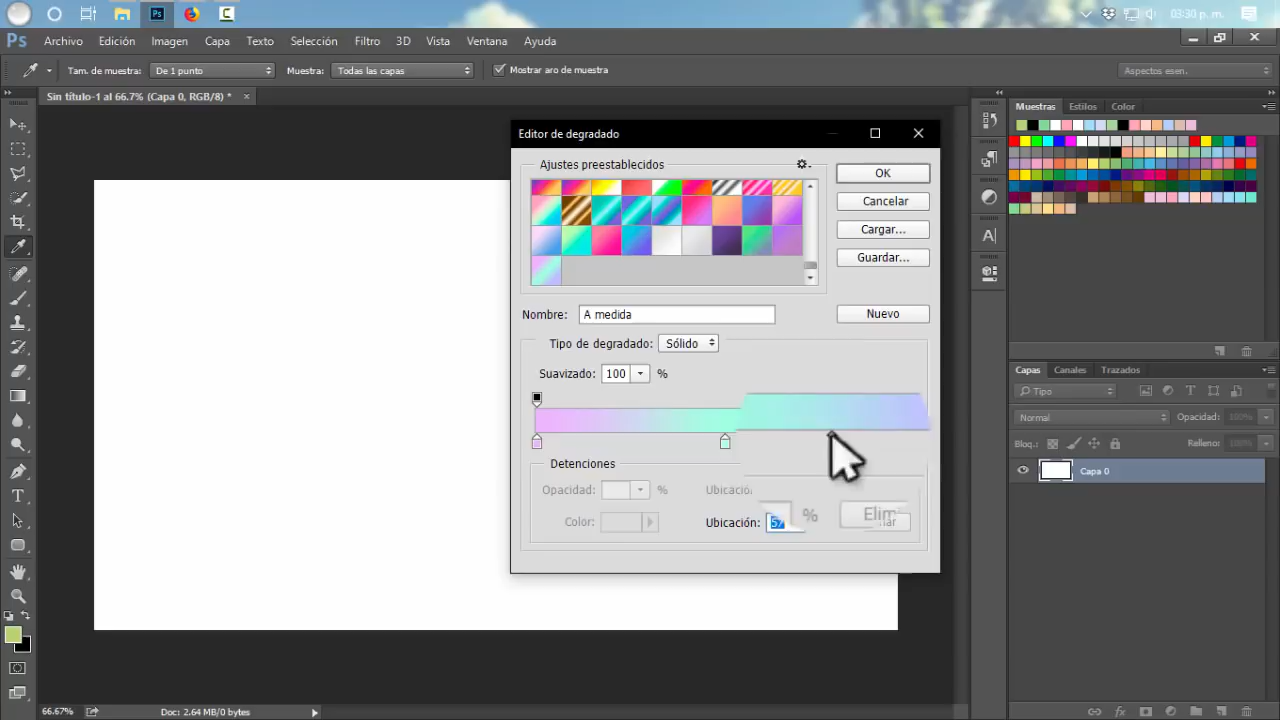 03:30 p. m.
Ps
Archivo Edición Imagen Capa Texto Selección Filtro 3D Vista Ventana Ayuda
Tam. de muestra: De 1 punto Muestra: Todas las capas Mostrar aro de muestra Aspectos esen.
Sin título-1 al 66.7% (Capa 0, RGB/8) * ×
Muestras Estilos Color
Editor de degradado
Ajustes preestablecidos
OK
Cancelar
Cargar...
Guardar...
Nombre: A medida Nuevo
Tipo de degradado: Sólido
Suavizado: 100 %
Detenciones
Opacidad: %
Color: Ubicación: 57 %
Capas Canales Trazados
Tipo
Normal Opacidad: 100%
Bloq.: Relleno: 100%
Capa 0
66.67% Doc: 2.64 MB/0 bytes